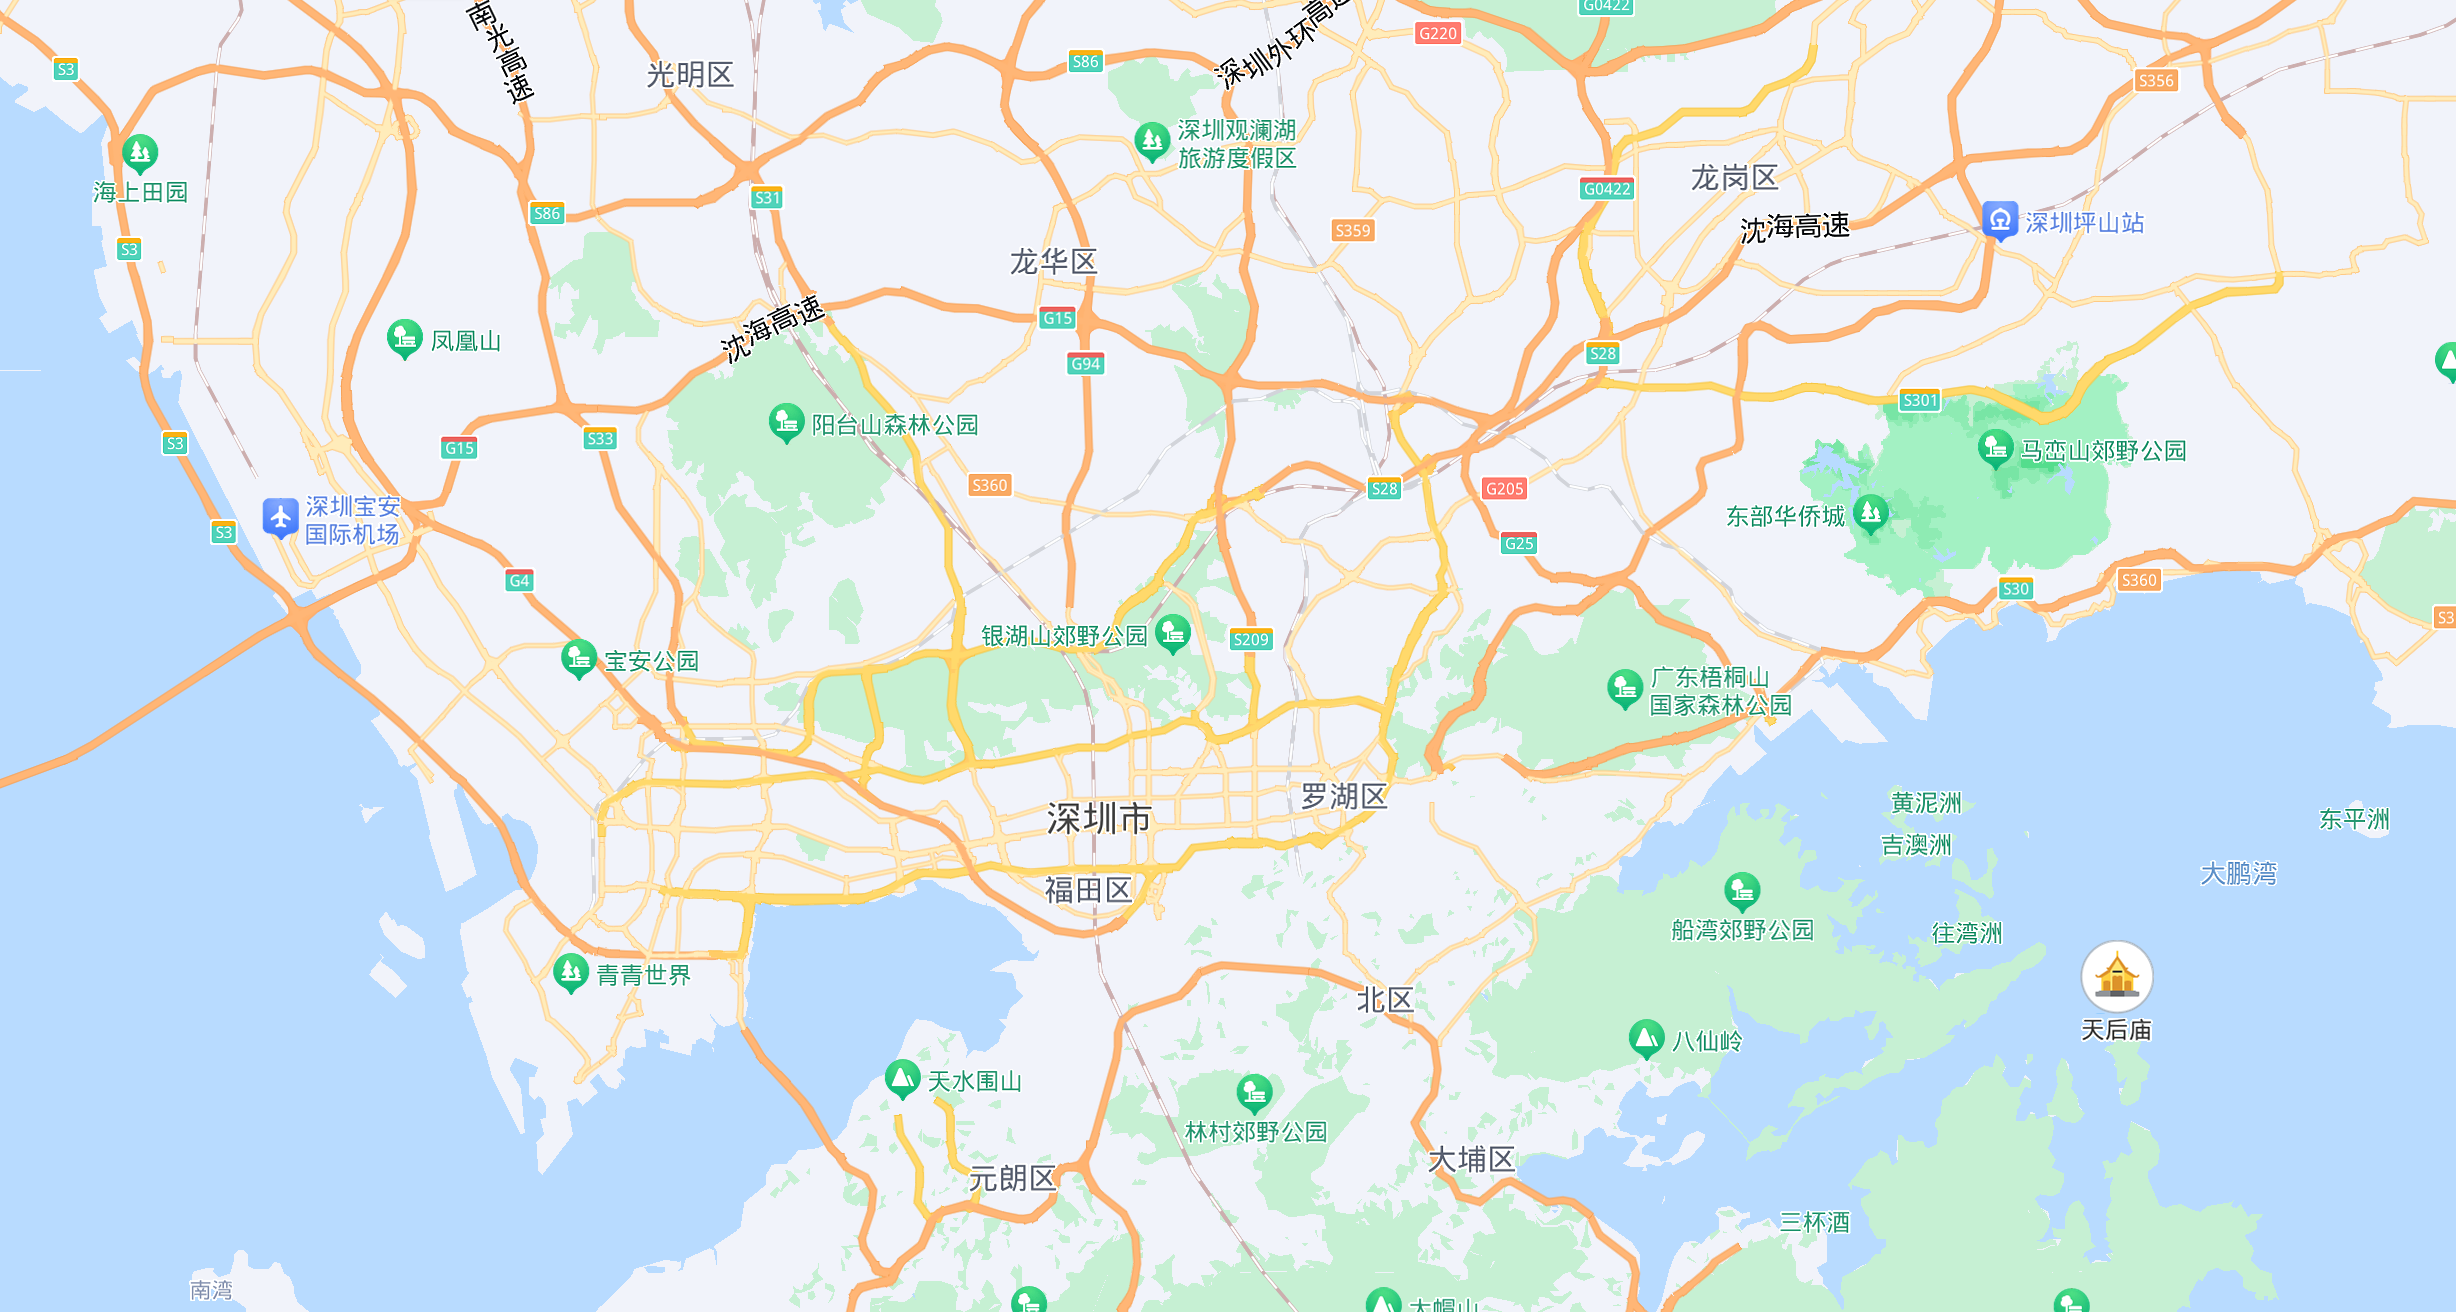 G0422
南光高速
深圳外环高速
G220
S3
光明区
S86
S356
深圳观澜湖
旅游度假区
海上田园
龙岗区
G0422
S31
S86
沈海高速
深圳坪山站
S359
S3
龙华区
沈海高速
G15
凤凰山
G94
S28
S301
阳台山森林公园
S33
G15
S3
马峦山郊野公园
S360
S28
G205
深圳宝安
国际机场
东部华侨城
S3
G25
G4
S360
S30
S3
银湖山郊野公园
S209
宝安公园
广东梧桐山
国家森林公园
罗湖区
黄泥洲
深圳市
东平洲
吉澳洲
大鹏湾
福田区
船湾郊野公园
往湾洲
青青世界
北区
天后庙
八仙岭
天水围山
林村郊野公园
大埔区
元朗区
三杯酒
南湾
大帽山